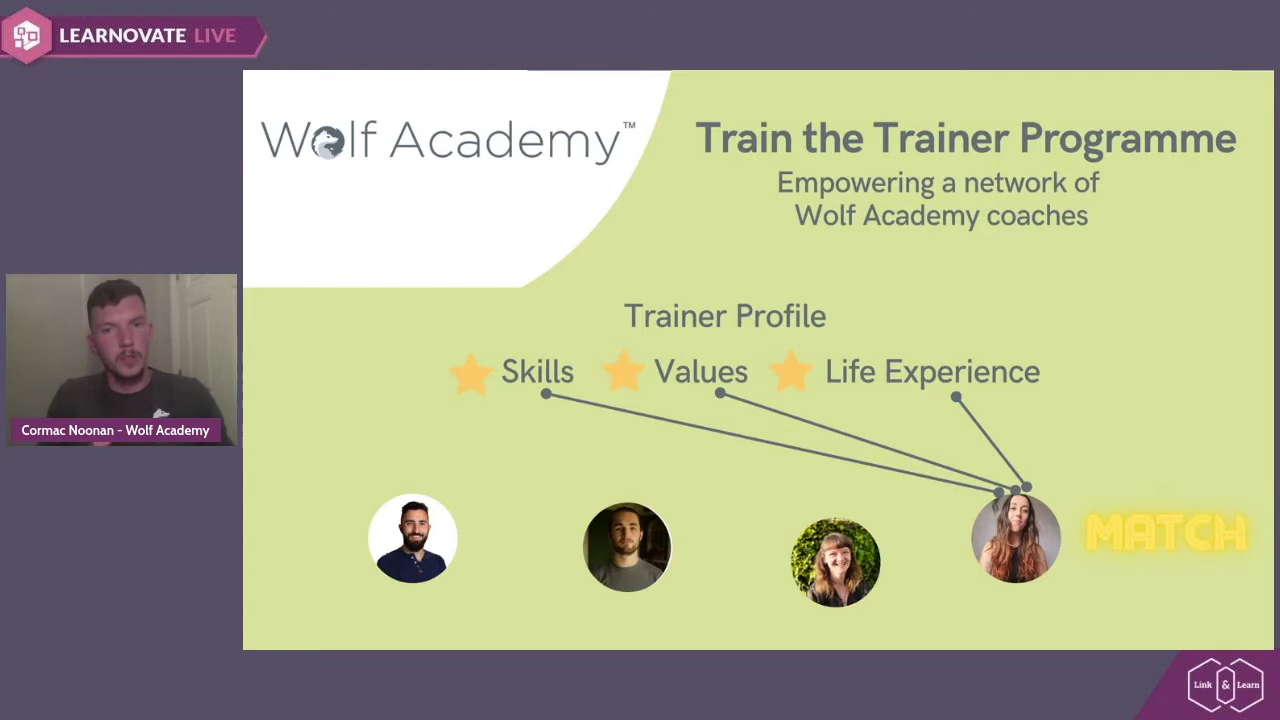 LEARNOVATE LIVE
Wolf Academy™
Train the Trainer Programme
Empowering a network of
Wolf Academy coaches
Trainer Profile
Skills Values Life Experience
Cormac Noonan - Wolf Academy
MATCH
Link & Learn